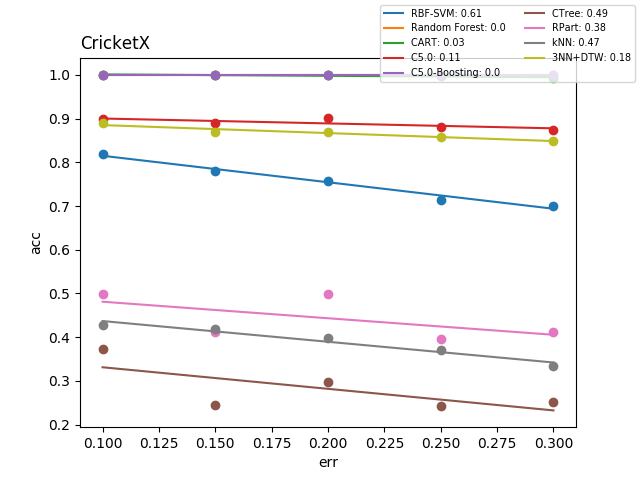 RBF-SVM: 0.61
Random Forest: 0.0
CART: 0.03
C5.0: 0.11
C5.0-Boosting: 0.0
CTree: 0.49
RPart: 0.38
kNN: 0.47
3NN+DTW: 0.18
CricketX
1.0
0.9
0.8
0.7
0.6
0.5
0.4
0.3
0.2
acc
0.100 0.125 0.150 0.175 0.200 0.225 0.250 0.275 0.300
err